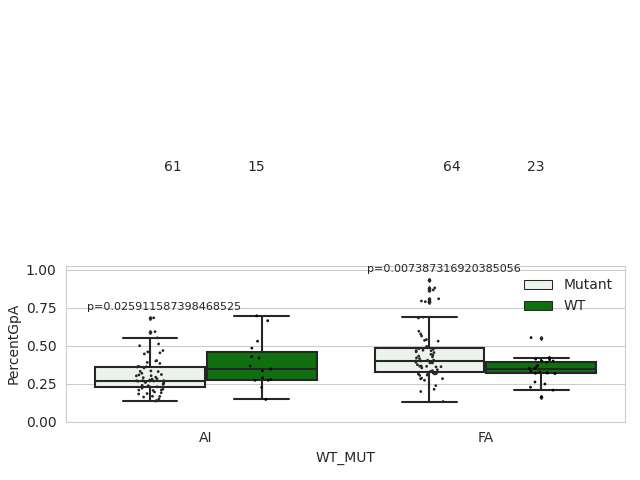 61 15 64 23
p=0.007387316920385056
p=0.025911587398468525
Mutant
WT
1.00
0.75
0.50
0.25
0.00
PercentGpA
AI FA
WT_MUT